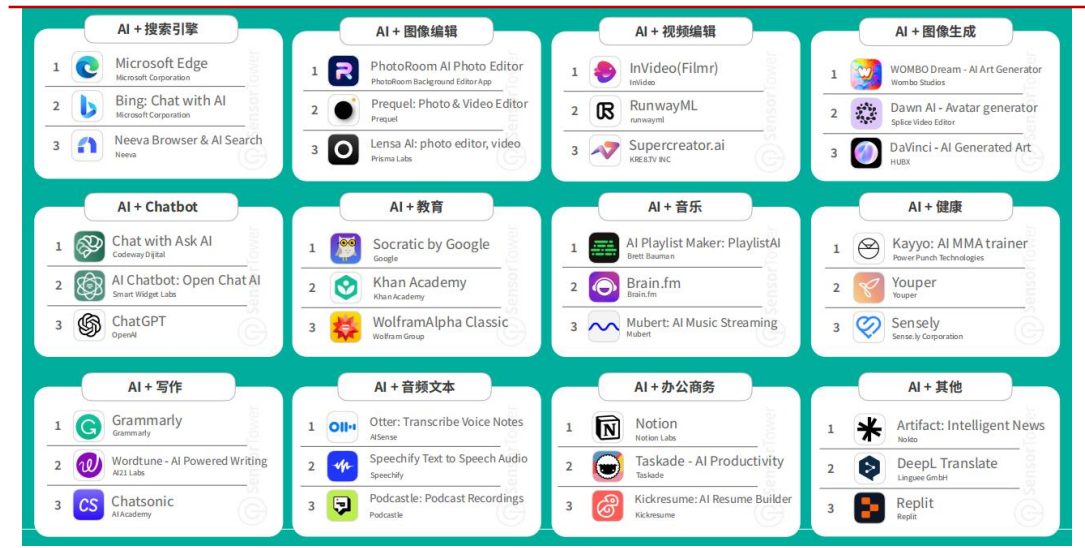 AI + 搜索引擎
1 Microsoft Edge
Microsoft Corporation
2 Bing: Chat with AI
Microsoft Corporation
3 Neeva Browser & AI Search
Neeva
AI + 图像编辑
1 PhotoRoom AI Photo Editor
PhotoRoom Background Editor App
2 Prequel: Photo & Video Editor
Prequel
3 Lensa AI: photo editor, video
Prisma Labs
AI + 视频编辑
1 InVideo(Filmr)
InVideo
2 RunwayML
runwayml
3 Supercreator.ai
KRE8.TV INC
AI + 图像生成
1 WOMBO Dream - AI Art Generator
Wombo Studios
2 Dawn AI - Avatar generator
Splice Video Editor
3 DaVinci - AI Generated Art
HUBX
AI + Chatbot
1 Chat with Ask AI
Codeway Dijital
2 AI Chatbot: Open Chat AI
Smart Widget Labs
3 ChatGPT
OpenAI
AI + 教育
1 Socratic by Google
Google
2 Khan Academy
Khan Academy
3 WolframAlpha Classic
Wolfram Group
AI + 音乐
1 AI Playlist Maker: PlaylistAI
Brett Bauman
2 Brain.fm
Brain.fm
3 Mubert: AI Music Streaming
Mubert
AI + 健康
1 Kayyo: AI MMA trainer
Power Punch Technologies
2 Youper
Youper
3 Sensely
Sense.ly Corporation
AI + 写作
1 Grammarly
Grammarly
2 Wordtune - AI Powered Writing
AI21 Labs
3 CS Chatsonic
AI Academy
AI + 音频文本
1 Otter: Transcribe Voice Notes
AISense
2 Speechify Text to Speech Audio
Speechify
3 Podcastle: Podcast Recordings
Podcastle
AI + 办公商务
1 Notion
Notion Labs
2 Taskade - AI Productivity
Taskade
3 Kickresume: AI Resume Builder
Kickresume
AI + 其他
1 Artifact: Intelligent News
Nokto
2 DeepL Translate
Linguee GmbH
3 Replit
Replit